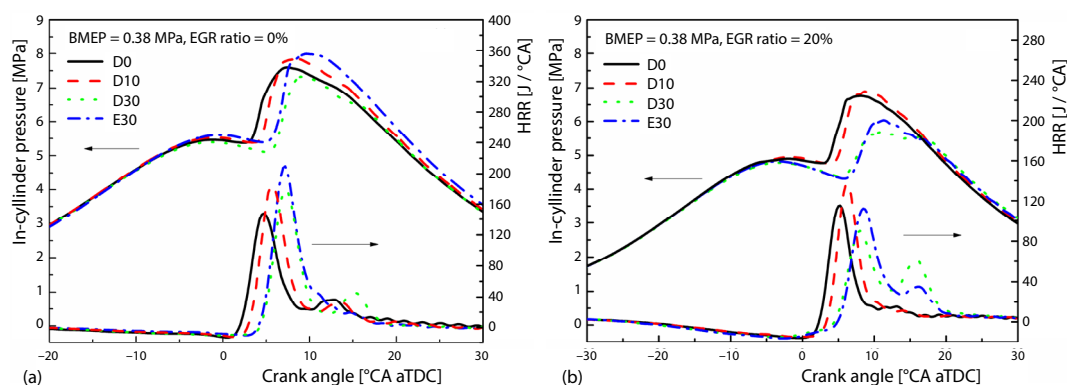 In-cylinder pressure [MPa]
9
8
7
6
5
4
3
2
1
0
BMEP = 0.38 MPa, EGR ratio = 0%
D0
D10
D30
E30
400
360
320
280
240
200
160
120
80
40
0
HRR [J / °CA]
−20
−10
0
10
20
30
(a)
Crank angle [°CA aTDC]
In-cylinder pressure [MPa]
9
8
7
6
5
4
3
2
1
0
BMEP = 0.38 MPa, EGR ratio = 20%
D0
D10
D30
E30
280
240
200
160
120
80
40
0
HRR [J / °CA]
−30
−20
−10
0
10
20
30
(b)
Crank angle [°CA aTDC]